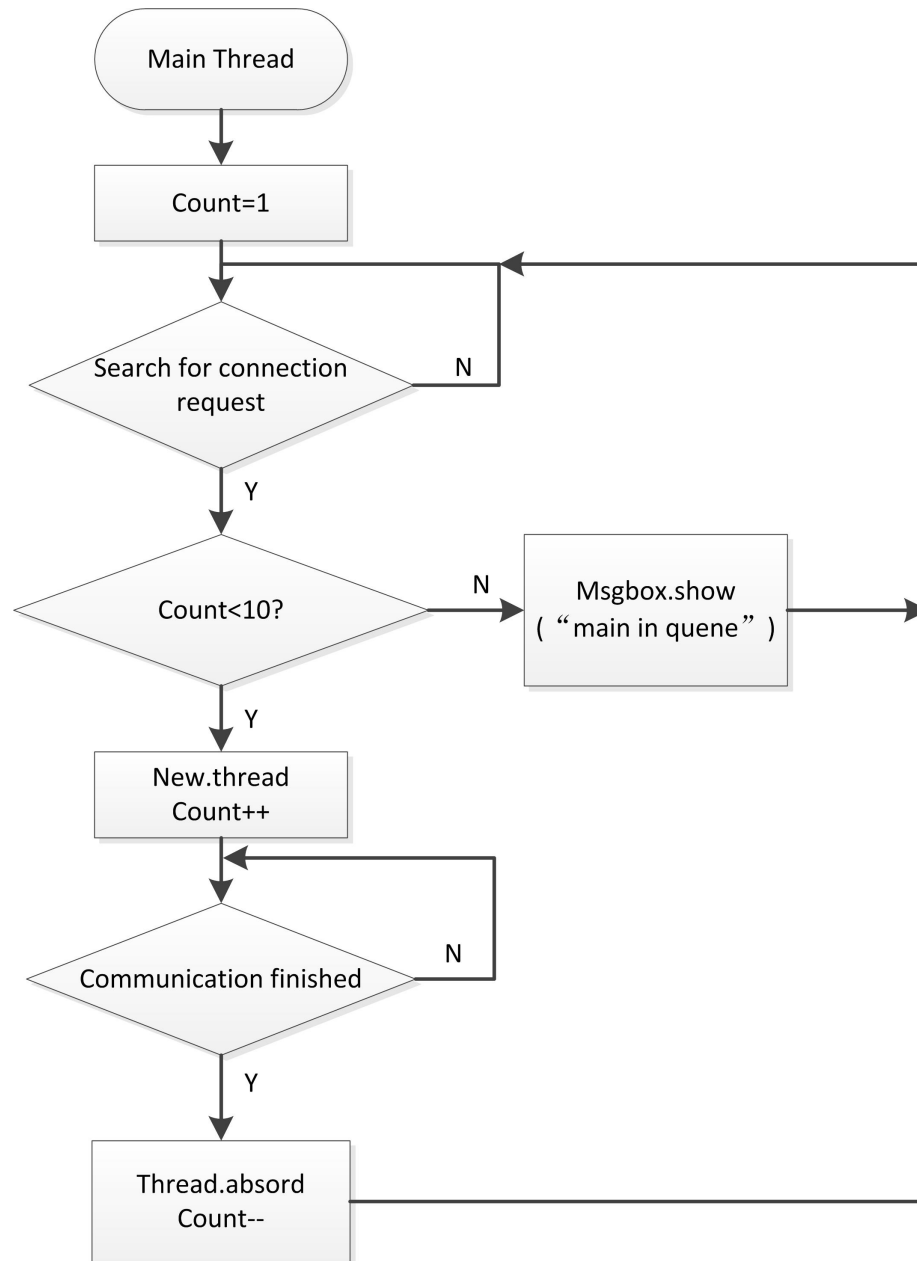 Main Thread
Count=1
Search for connection
request
N
Y
Count<10?
N
Msgbox.show
( “main in quene” )
Y
New.thread
Count++
Communication finished
N
Y
Thread.absord
Count--